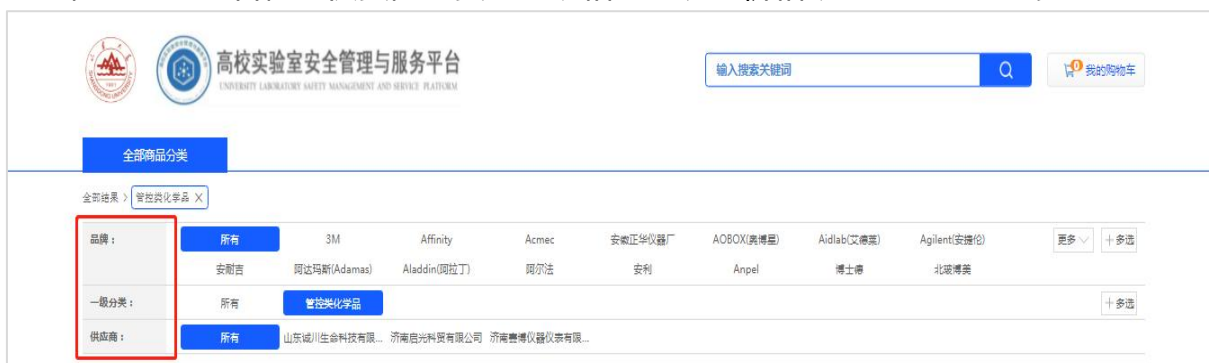 高校实验室安全管理与服务平台
UNIVERSITY LABORATORY SAFETY MANAGEMENT AND SERVICE PLATFORM
输入搜索关键词
0 我的购物车
全部商品分类
全部结果 > 管控类化学品 X
品牌: 所有 3M Affinity Acmec 安徽正华仪器厂 AOBOX(奥博星) Aidlab(艾德莱) Agilent(安捷伦) 更多 +多选
安耐吉 阿达玛斯(Adamas) Aladdin(阿拉丁) 阿尔法 安利 Anpel 博士德 北玻博美
一级分类: 所有 管控类化学品 +多选
供应商: 所有 山东诚川生命科技有限... 济南启光科贸有限公司 济南善博仪器仪表有限...